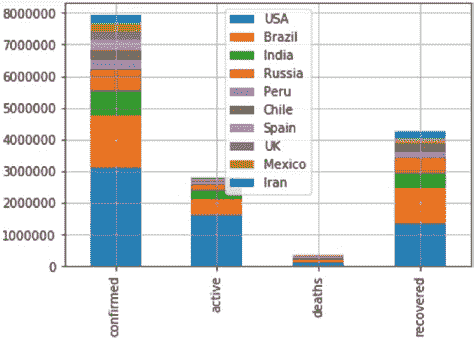 8000000
7000000
6000000
5000000
4000000
3000000
2000000
1000000
0
USA
Brazil
India
Russia
Peru
Chile
Spain
UK
Mexico
Iran
confirmed
active
deaths
recovered